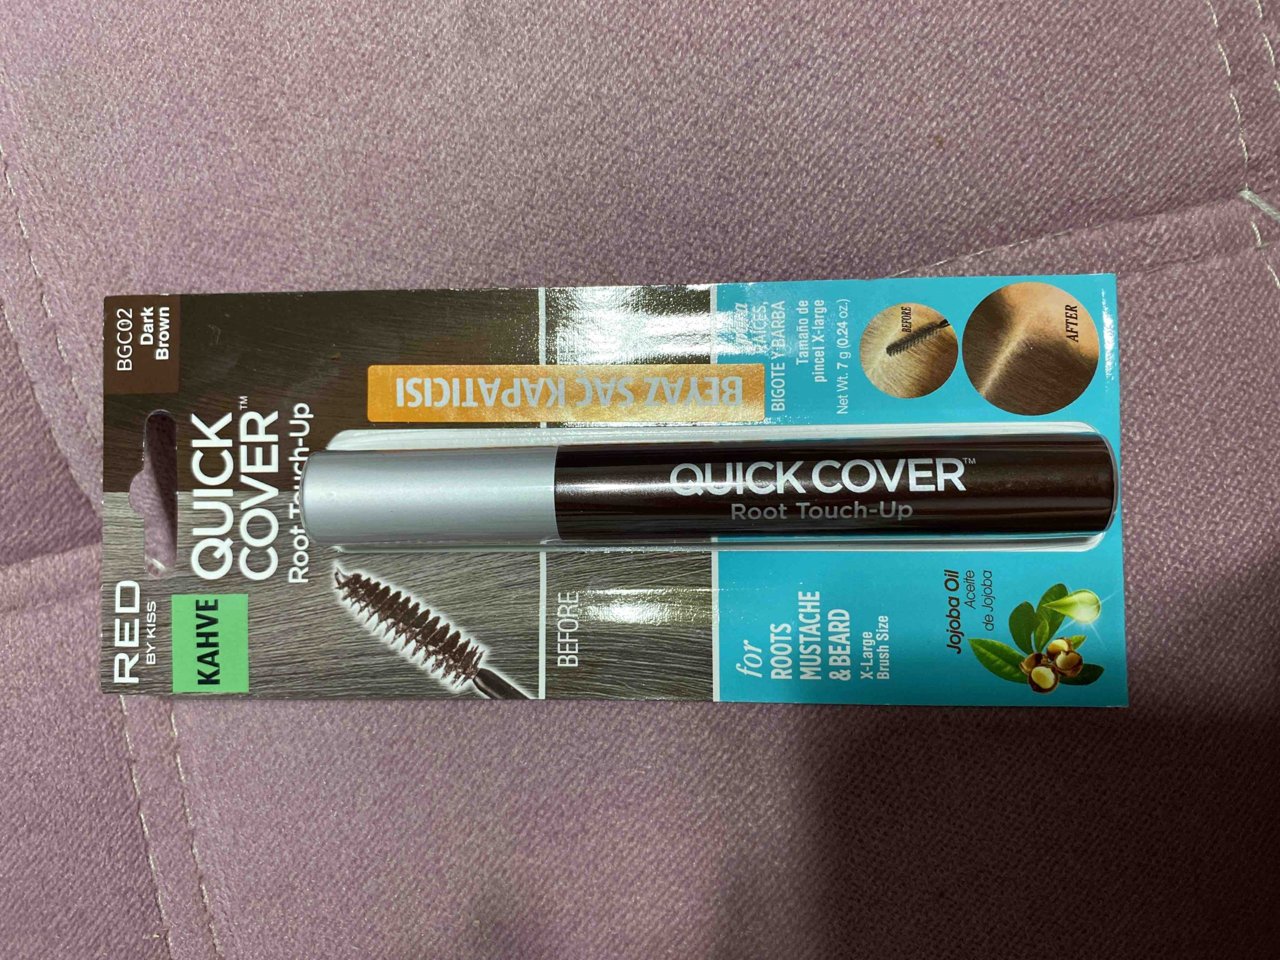 RED
BY KISS
BGC02
Dark
Brown
KAHVE
QUICK
COVER™
Root Touch-Up
BEYAZ SAÇ KAPATICISI
BEFORE
QUICK COVER™
Root Touch-Up
for
ROOTS
MUSTACHE
& BEARD
X-Large
Brush Size
RAÍCES,
BIGOTE Y BARBA
Tamaño de
pincel X-large
Net Wt. 7 g (0.24 oz.)
BEFORE
AFTER
Jojoba Oil
Aceite
de Jojoba